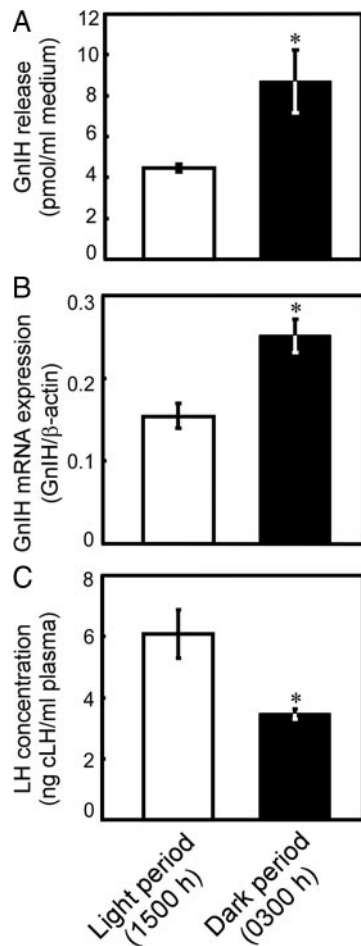 A
GnIH release
(pmol/ml medium)
12
10
8
6
4
2
0
*
B
GnIH mRNA expression
(GnIH/β-actin)
0.3
0.2
0.1
0
*
C
LH concentration
(ng cLH/ml plasma)
8
6
4
2
0
*
Light period
(1500 h)
Dark period
(0300 h)